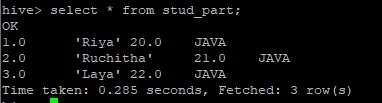 hive> select * from stud_part;
OK
1.0 'Riya' 20.0 JAVA
2.0 'Ruchitha' 21.0 JAVA
3.0 'Laya' 22.0 JAVA
Time taken: 0.285 seconds, Fetched: 3 row(s)